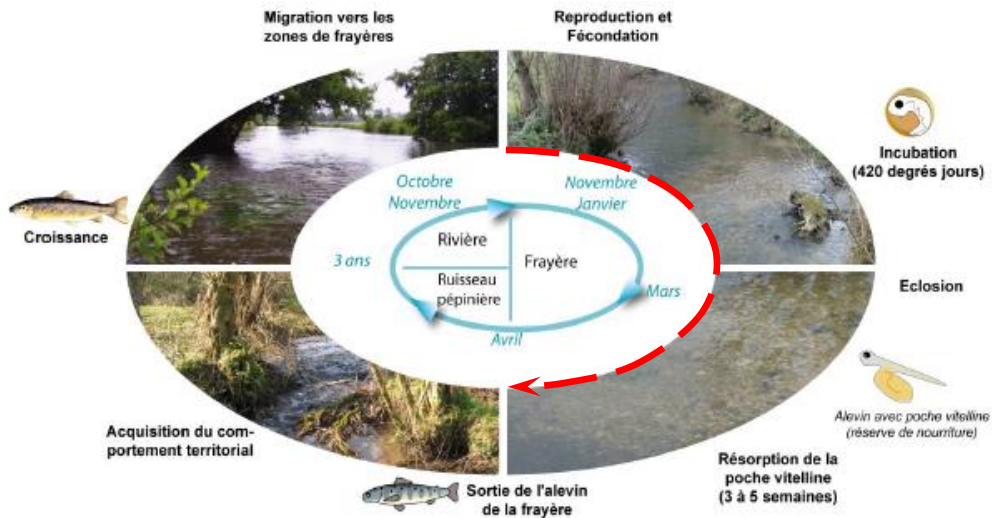 Migration vers les
zones de frayères
Reproduction et
Fécondation
Incubation
(420 degrés jours)
Croissance
Octobre
Novembre
Novembre
Janvier
3 ans
Rivière
Ruisseau
pépinière
Frayère
Mars
Avril
Eclosion
Alevin avec poche vitelline
(réserve de nourriture)
Acquisition du com-
portement territorial
Résorption de la
poche vitelline
(3 à 5 semaines)
Sortie de l'alevin
de la frayère